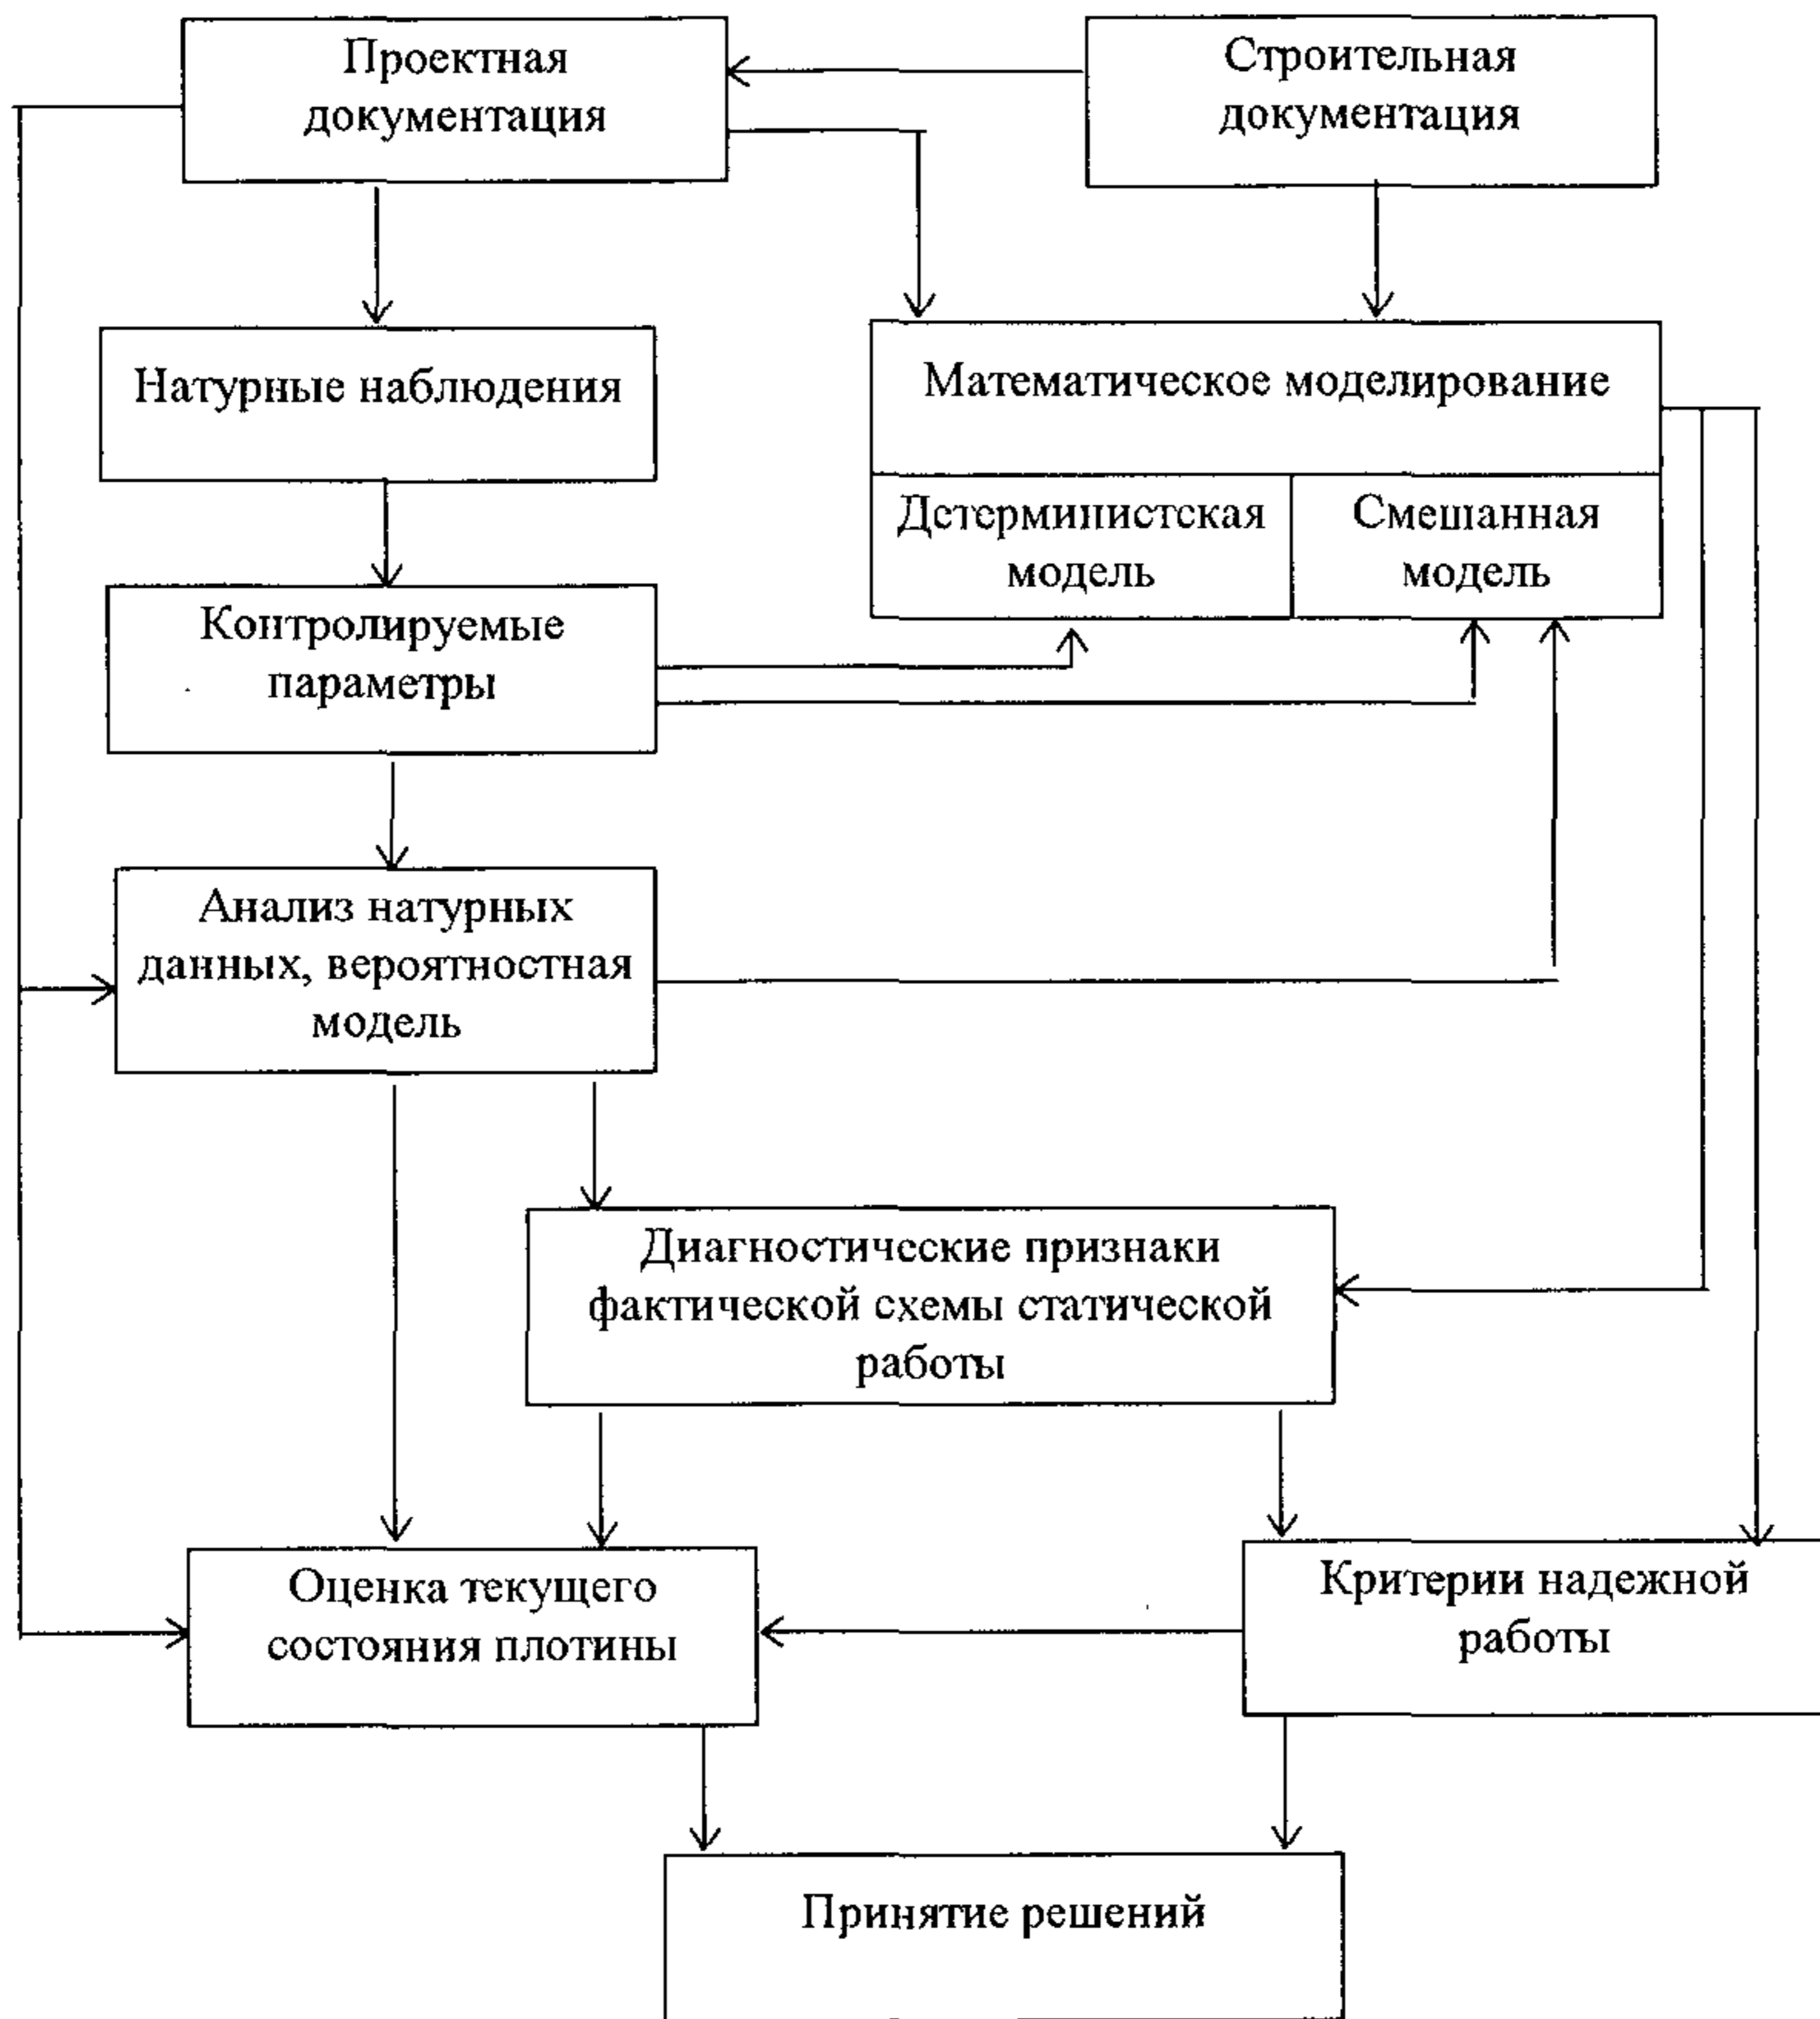 Проектная
документация
Строительная
документация
Натурные наблюдения
Математическое моделирование
Детерминистская
модель
Смешанная
модель
Контролируемые
параметры
Анализ натурных
данных, вероятностная
модель
Диагностические признаки
фактической схемы статической
работы
Оценка текущего
состояния плотины
Критерии надежной
работы
Принятие решений